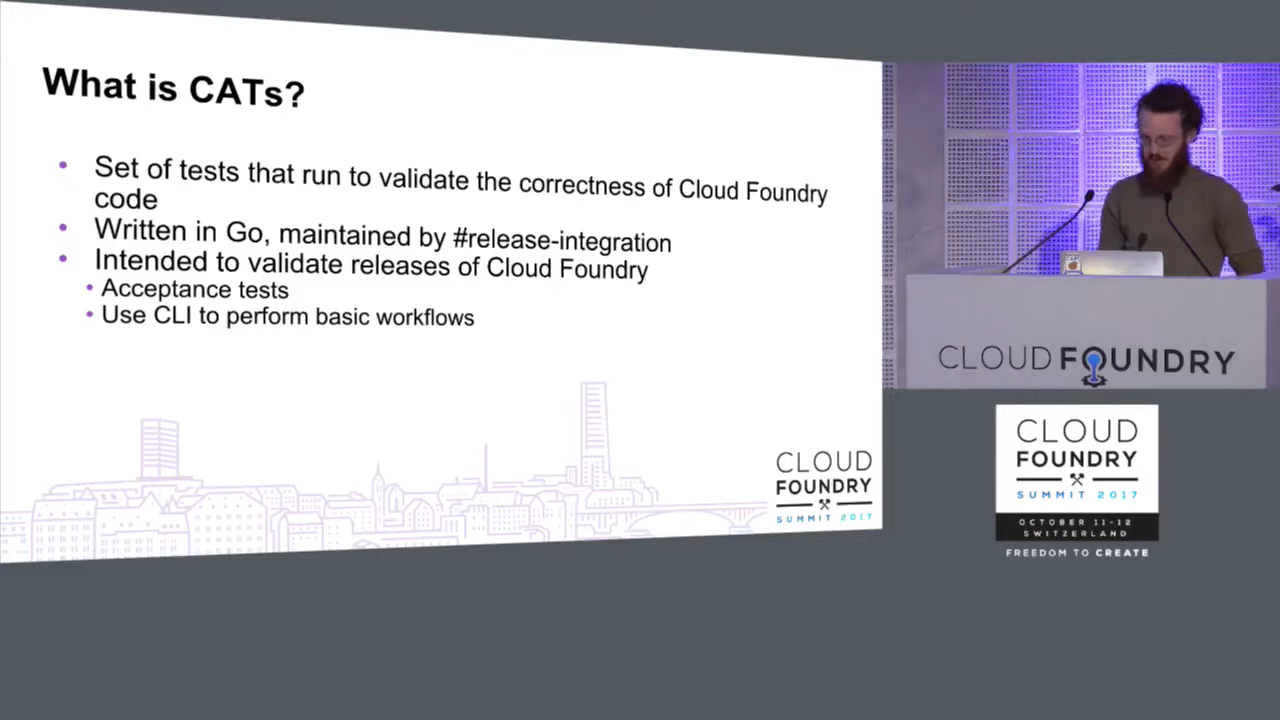 What is CATs?
• Set of tests that run to validate the correctness of Cloud Foundry
code
• Written in Go, maintained by #release-integration
• Intended to validate releases of Cloud Foundry
• Acceptance tests
• Use CLI to perform basic workflows
CLOUD
FOUNDRY
SUMMIT 2017
CLOUD FOUNDRY
CLOUD
FOUNDRY
SUMMIT 2017
OCTOBER 11-12
SWITZERLAND
FREEDOM TO CREATE